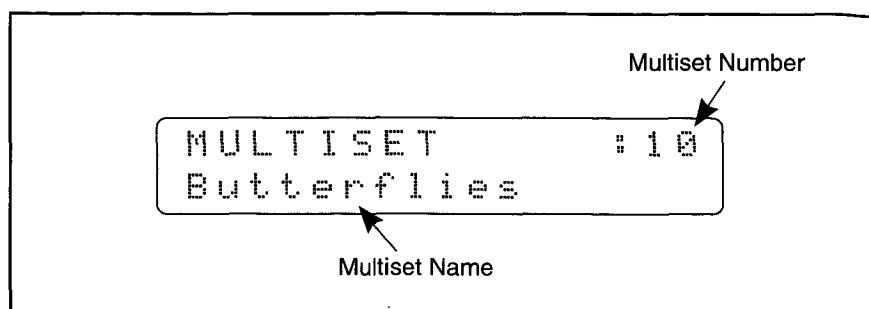 Multiset Number
MULTISET :10
Butterflies
Multiset Name